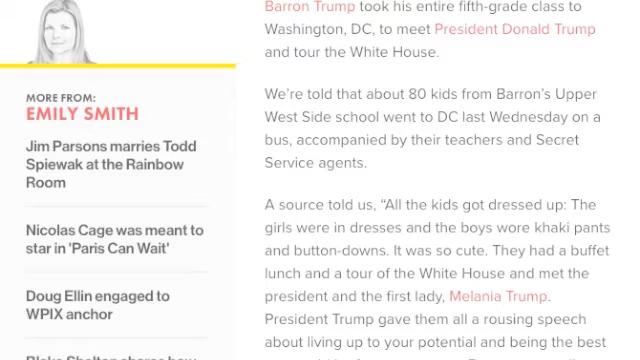 MORE FROM:
EMILY SMITH
Jim Parsons marries Todd
Spiewak at the Rainbow
Room
Nicolas Cage was meant to
star in 'Paris Can Wait'
Doug Ellin engaged to
WPIX anchor
Blake Shelton shares how
Barron Trump took his entire fifth-grade class to
Washington, DC, to meet President Donald Trump
and tour the White House.
We’re told that about 80 kids from Barron’s Upper
West Side school went to DC last Wednesday on a
bus, accompanied by their teachers and Secret
Service agents.
A source told us, “All the kids got dressed up: The
girls were in dresses and the boys wore khaki pants
and button-downs. It was so cute. They had a buffet
lunch and a tour of the White House and met the
president and the first lady, Melania Trump.
President Trump gave them all a rousing speech
about living up to your potential and being the best